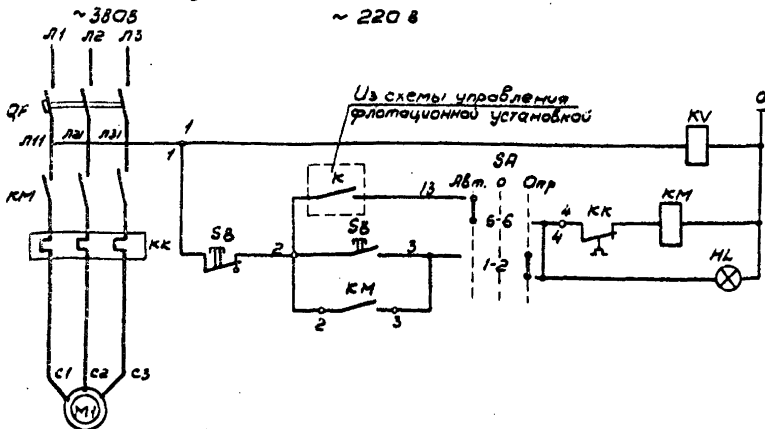 ~380В ~220 в
Л1 Л2 Л3
Из схемы управления
флотационной установкой
QF
0
KV
Л11 Л21 Л31
1
1
SA
КМ
К
13
Авт. 0 Опр
6-6
4
4
КК
КМ
КК
SB
2
SB
3
1-2
HL
КМ
2
3
С1 С2 С3
М1